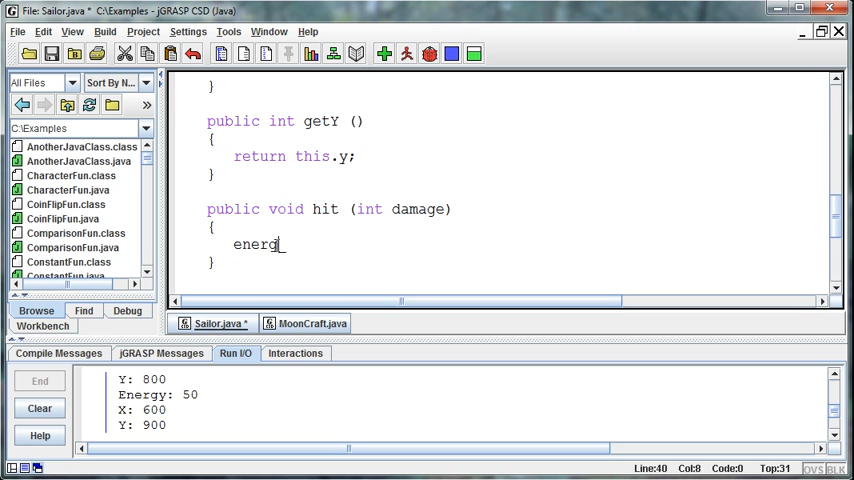 File: Sailor.java * C:\Examples - jGRASP CSD (Java)
File Edit View Build Project Settings Tools Window Help
All Files Sort By N...
C:\Examples
AnotherJavaClass.class
AnotherJavaClass.java
CharacterFun.class
CharacterFun.java
CoinFlipFun.class
CoinFlipFun.java
ComparisonFun.class
ComparisonFun.java
ConstantFun.class
ConstantFun.java
Browse Find Debug
Workbench
}
public int getY ()
{
return this.y;
}
public void hit (int damage)
{
energ
}
Sailor.java * MoonCraft.java
Compile Messages jGRASP Messages Run I/O Interactions
End
Clear
Help
Y: 800
Energy: 50
X: 600
Y: 900
Line:40 Col:8 Code:0 Top:31 OVS BLK